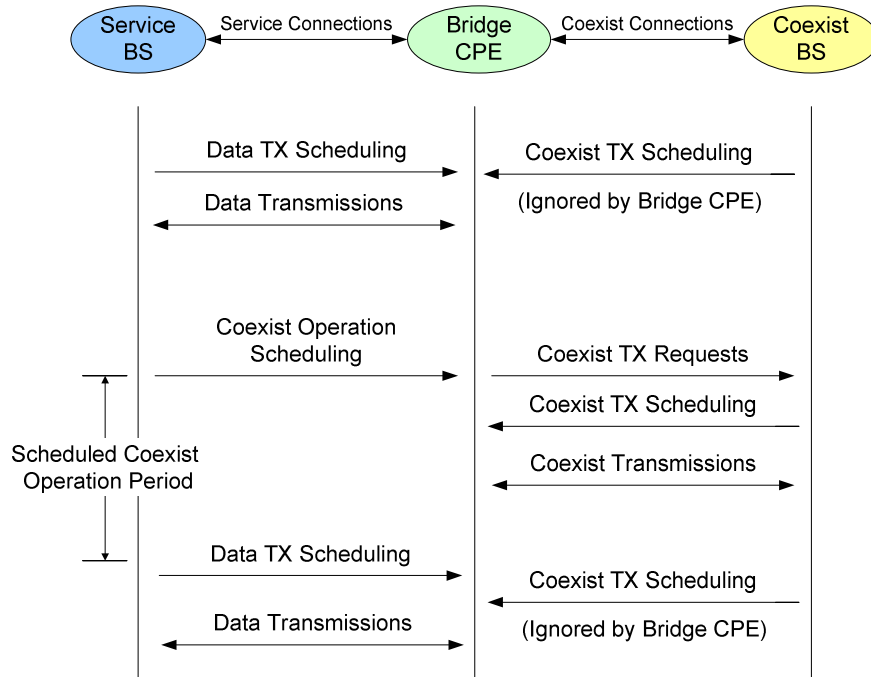 Service
BS
Service Connections
Bridge
CPE
Coexist Connections
Coexist
BS
Data TX Scheduling
Coexist TX Scheduling
Data Transmissions
(Ignored by Bridge CPE)
Coexist Operation
Scheduling
Coexist TX Requests
Coexist TX Scheduling
Scheduled Coexist
Operation Period
Coexist Transmissions
Data TX Scheduling
Coexist TX Scheduling
Data Transmissions
(Ignored by Bridge CPE)